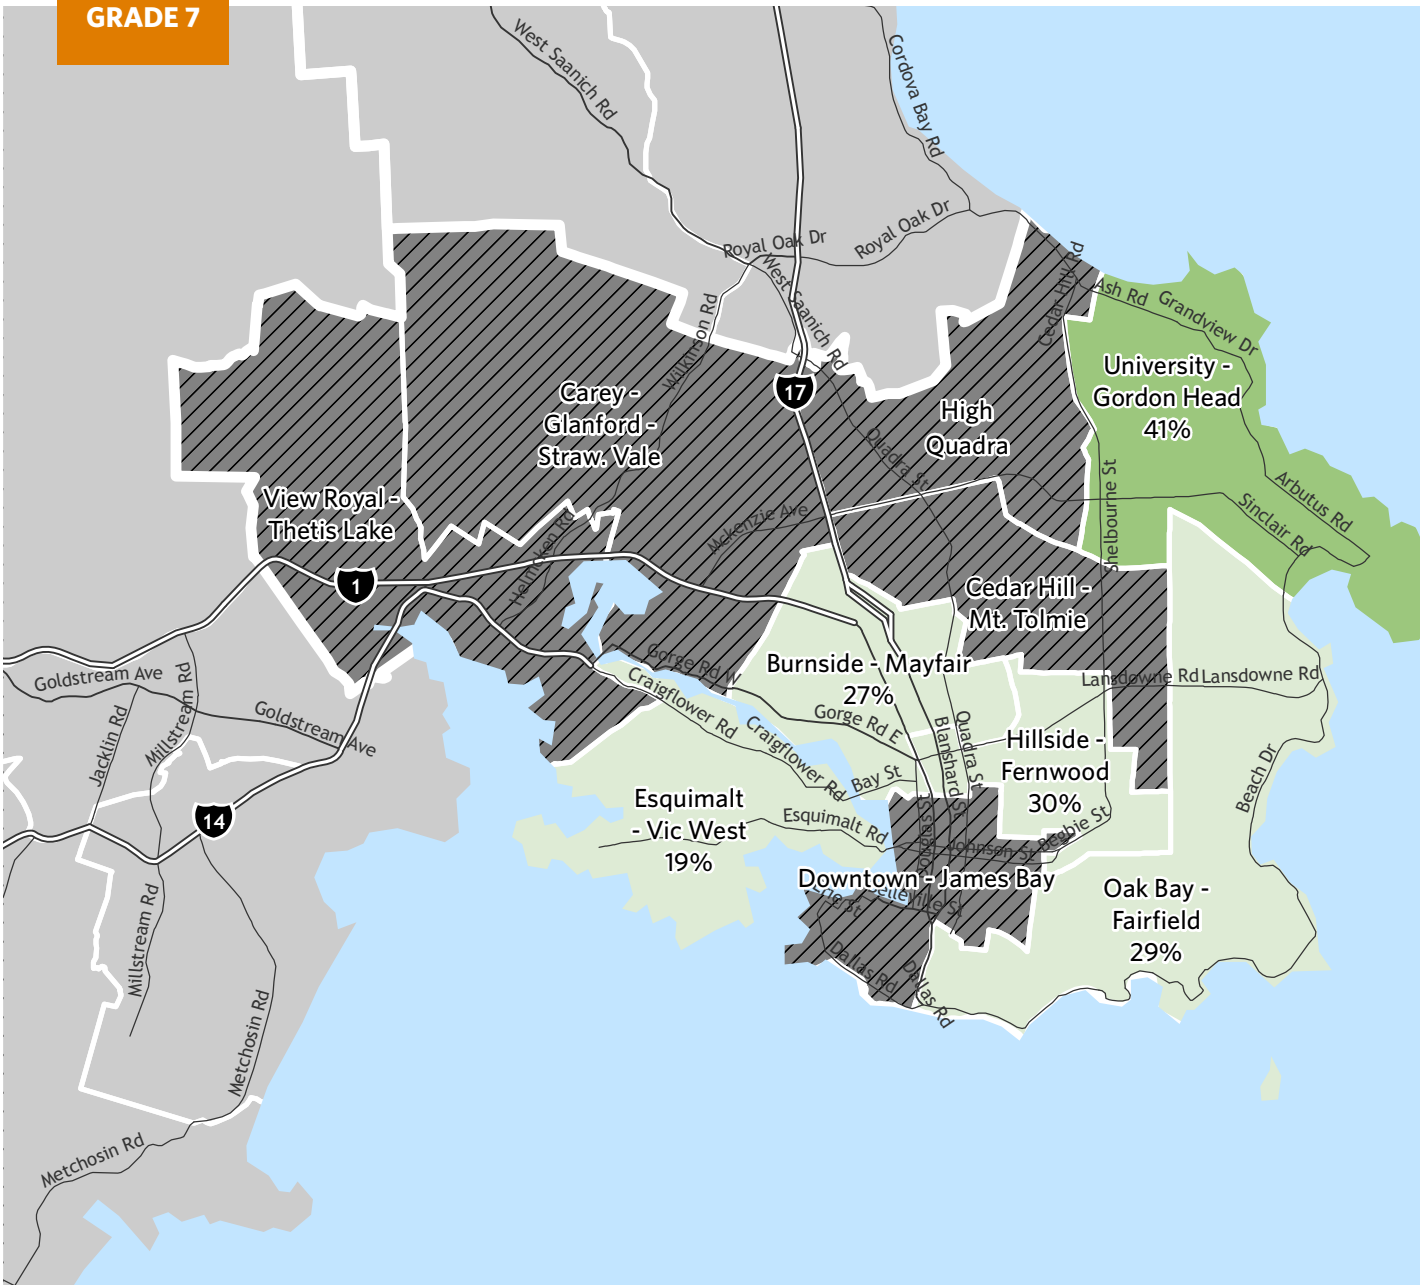 GRADE 7
West Saanich Rd
Cordova Bay Rd
Royal Oak Dr
Royal Oak Dr
West Saanich Rd
Cedar Hill Rd
Ash Rd
Grandview Dr
Wilkinson Rd
17
University -
Gordon Head
41%
Carey -
Glanford -
Straw. Vale
High
Quadra
Quadra St
View Royal -
Thetis Lake
Mckenzie Ave
Helmcken Rd
Shelbourne St
Arbutus Rd
Sinclair Rd
1
Cedar Hill -
Mt. Tolmie
Burnside - Mayfair
27%
Gorge Rd W
Lansdowne Rd
Lansdowne Rd
Goldstream Ave
Millstream Rd
Jacklin Rd
Goldstream Ave
Craigflower Rd
Craigflower Rd
Gorge Rd E
Blanshard St
Quadra St
Hillside -
Fernwood
30%
Bay St
Beach Dr
14
Esquimalt
- Vic West
19%
Esquimalt Rd
Douglas St
Johnson St
Begbie St
Downtown - James Bay
Erie St
Belleville St
Oak Bay -
Fairfield
29%
Millstream Rd
Dallas Rd
Dallas Rd
Metchosin Rd
Metchosin Rd